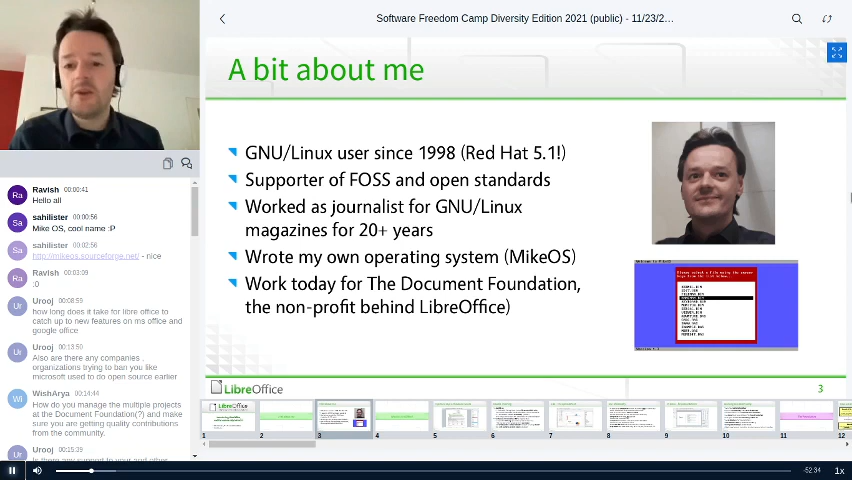 Software Freedom Camp Diversity Edition 2021 (public) - 11/23/2...
A bit about me
GNU/Linux user since 1998 (Red Hat 5.1!)
Supporter of FOSS and open standards
Worked as journalist for GNU/Linux
magazines for 20+ years
Wrote my own operating system (MikeOS)
Work today for The Document Foundation,
the non-profit behind LibreOffice)
LibreOffice
3
Ra
Ravish 00:00:41
Hello all
Sa
sahilister 00:00:56
Mike OS, cool name :P
Sa
sahilister 00:02:56
http://mikeos.sourceforge.net/ - nice
Ra
Ravish 00:03:09
:0
Ur
Urooj 00:08:59
how long does it take for libre office to
catch up to new features on ms office and
google office
Ur
Urooj 00:13:50
Also are there any companies ,
organizations trying to ban you like
microsoft used to do open source earlier
Wi
WishArya 00:14:44
How do you manage the multiple projects
at the Document Foundation(?) and make
sure you are getting quality contributions
from the community.
Ur
Urooj 00:15:39
1 2 3 4 5 6 7 8 9 10 11 12
-52:34 1x